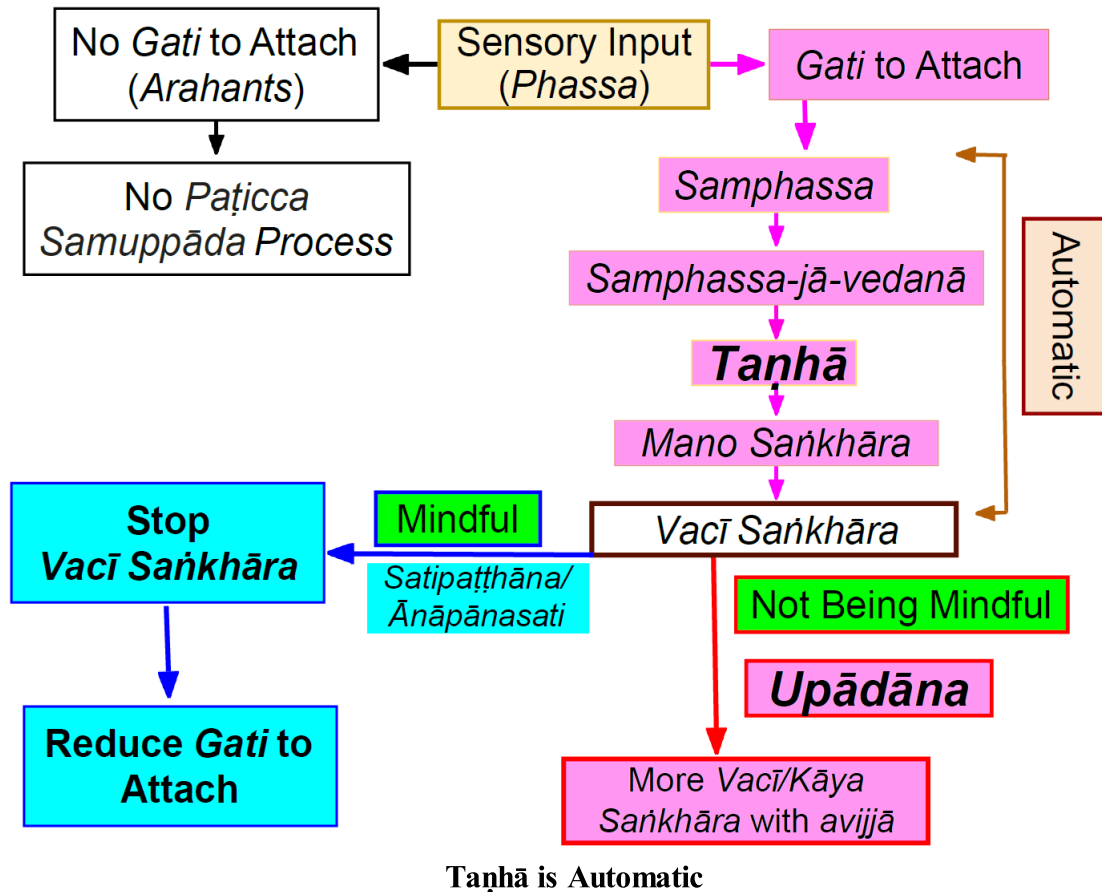 No Gati to Attach
(Arahants)
Sensory Input
(Phassa)
Gati to Attach
No Paṭicca
Samuppāda Process
Samphassa
Samphassa-jā-vedanā
Taṇhā
Mano Saṅkhāra
Automatic
Vacī Saṅkhāra
Mindful
Satipaṭṭhāna/
Ānāpānasati
Stop
Vacī Saṅkhāra
Not Being Mindful
Upādāna
Reduce Gati to
Attach
More Vacī/Kāya
Saṅkhāra with avijjā
Taṇhā is Automatic